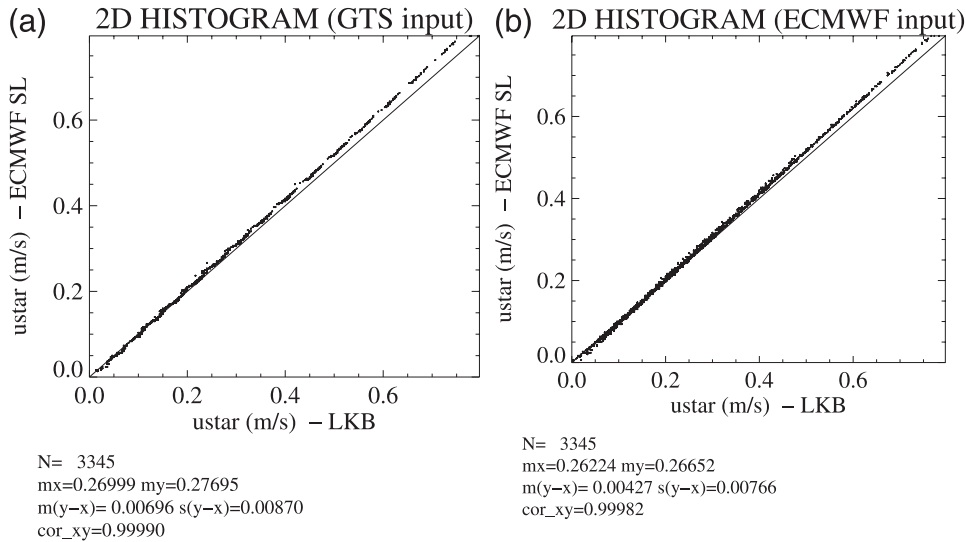 (a) 2D HISTOGRAM (GTS input)
ustar (m/s) − ECMWF SL
0.6
0.4
0.2
0.0
0.0 0.2 0.4 0.6
ustar (m/s) − LKB
N= 3345
mx=0.26999 my=0.27695
m(y−x)= 0.00696 s(y−x)=0.00870
cor_xy=0.99990
(b) 2D HISTOGRAM (ECMWF input)
ustar (m/s) − ECMWF SL
0.6
0.4
0.2
0.0
0.0 0.2 0.4 0.6
ustar (m/s) − LKB
N= 3345
mx=0.26224 my=0.26652
m(y−x)= 0.00427 s(y−x)=0.00766
cor_xy=0.99982